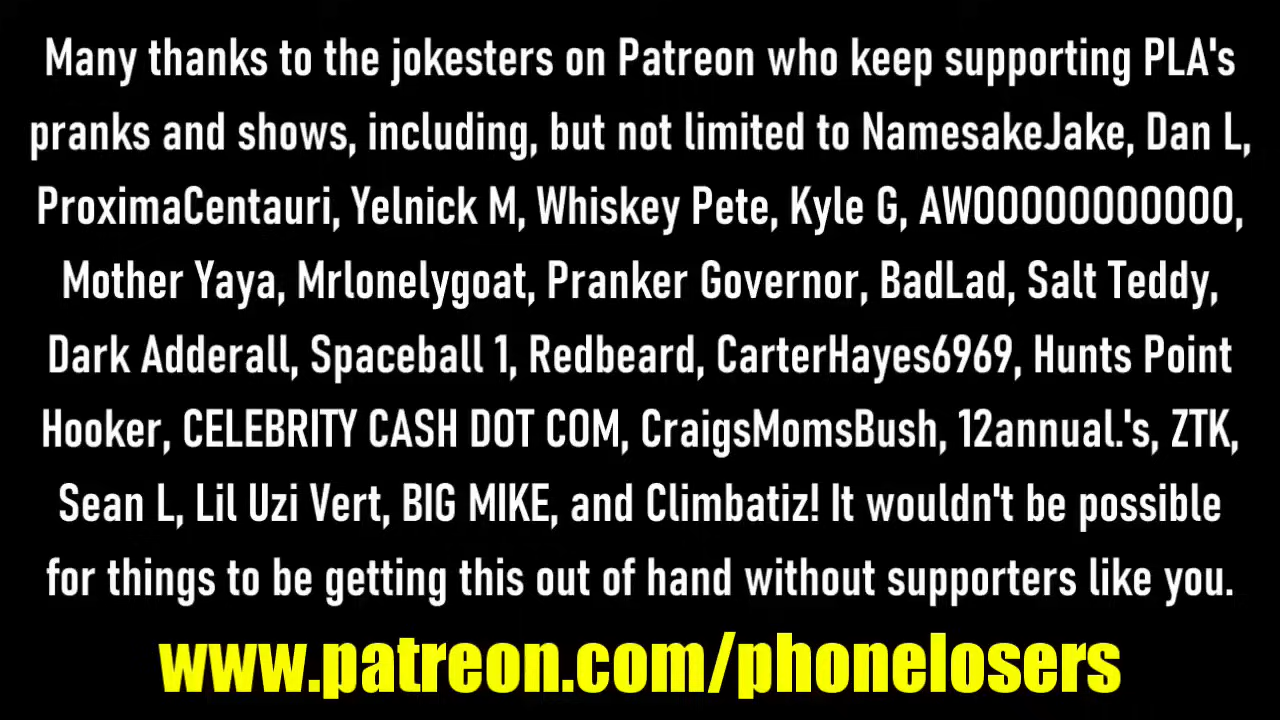 Many thanks to the jokesters on Patreon who keep supporting PLA's
pranks and shows, including, but not limited to NamesakeJake, Dan L,
ProximaCentauri, Yelnick M, Whiskey Pete, Kyle G, AWOOOOOOOOOOO,
Mother Yaya, Mrlonelygoat, Pranker Governor, BadLad, Salt Teddy,
Dark Adderall, Spaceball 1, Redbeard, CarterHayes6969, Hunts Point
Hooker, CELEBRITY CASH DOT COM, CraigsMomsBush, 12annual.'s, ZTK,
Sean L, Lil Uzi Vert, BIG MIKE, and Climbatiz! It wouldn't be possible
for things to be getting this out of hand without supporters like you.
www.patreon.com/phonelosers